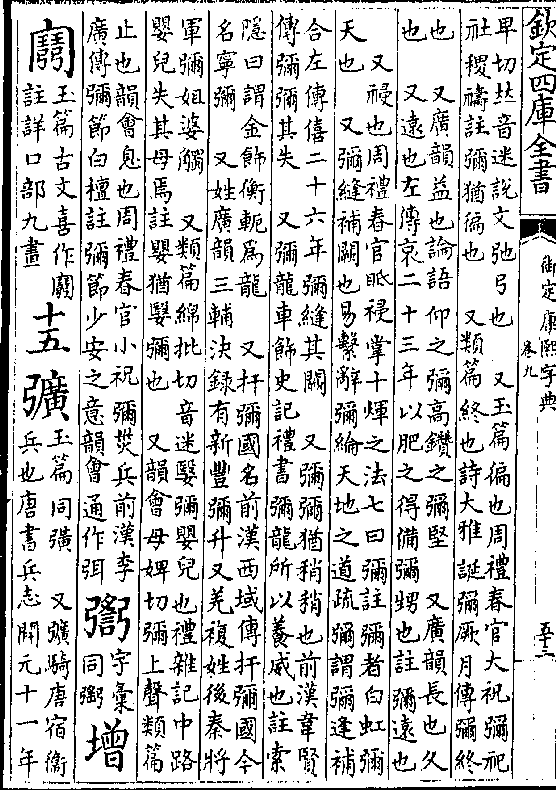 欽定四庫全書
御定康熙字典
卷九
卑切𠀤音迷說文弛弓也　又玉篇徧也周禮春官大祝彌祀
社稷禱註彌猶徧也　又類篇終也詩大雅誕彌厥月傳彌終
也　又廣韻益也論語仰之彌高鑽之彌堅　又廣韻長也久
也　又遠也左傳哀二十三年以肥之得備彌甥也註彌遠也
又祲也周禮春官眡祲掌十煇之法七曰彌註彌者白虹彌
天也　又彌縫補闕也易繫辭彌綸天地之道疏彌謂彌逢補
合左傳僖二十六年彌縫其闕　又彌彌猶稍稍也前漢韋賢
傳彌彌其失　又彌龍車飾史記禮書彌龍所以養威也註索
隱曰謂金飾衡軛爲龍　又扞彌國名前漢西域傳扞彌國今
名寧彌　又姓廣韻三輔決録有新豐彌升又羌複姓後秦將
軍彌姐婆觸　又類篇綿批切音迷嫛彌嬰兒也禮雜記中路
嬰兒失其母焉註嬰猶嫛彌也　又韻會母婢切彌上聲類篇
止也韻會息也周禮春官小祝彌烖兵前漢李
廣傳彌節白檀註彌節少安之意韻會通作弭
字彙
同弻
增
玉篇古文喜作𢐭
註詳口部九畫
十五
彍
玉篇同彉　又彍騎唐宿衞
兵也唐書兵志開元十一年